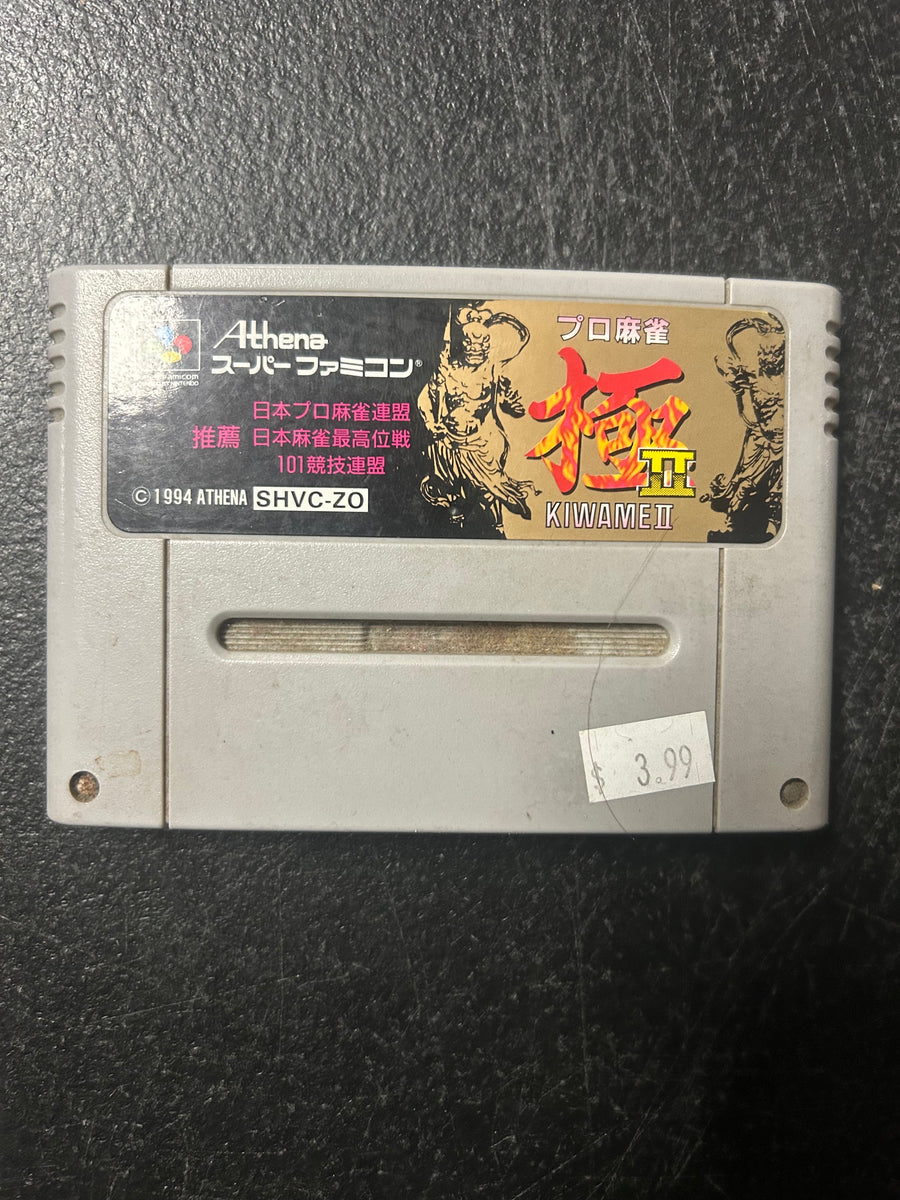 Athena
スーパーファミコン®
日本プロ麻雀連盟
推薦 日本麻雀最高位戦
101競技連盟
©1994 ATHENA SHVC-ZO
プロ麻雀
極
II
KIWAME II
$ 3.99